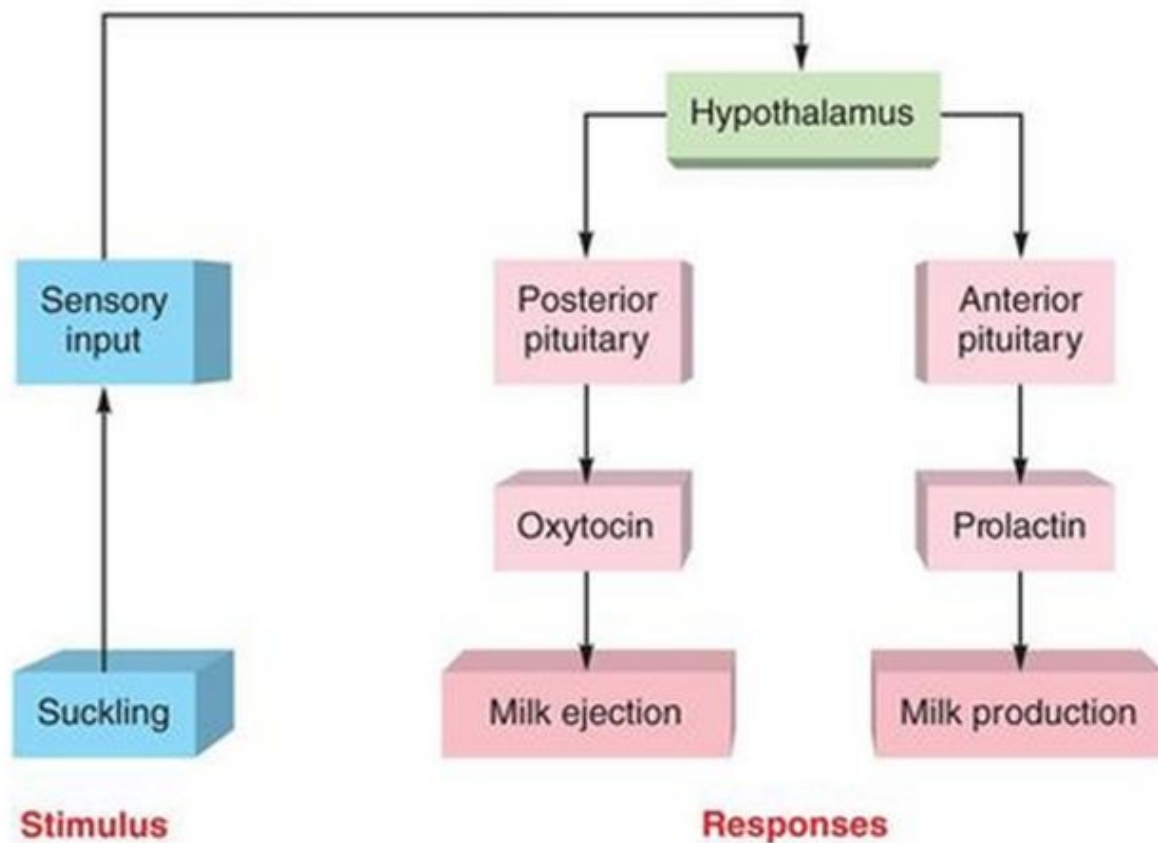 Hypothalamus
Sensory
input
Posterior
pituitary
Anterior
pituitary
Oxytocin
Prolactin
Suckling
Milk ejection
Milk production
Stimulus
Responses